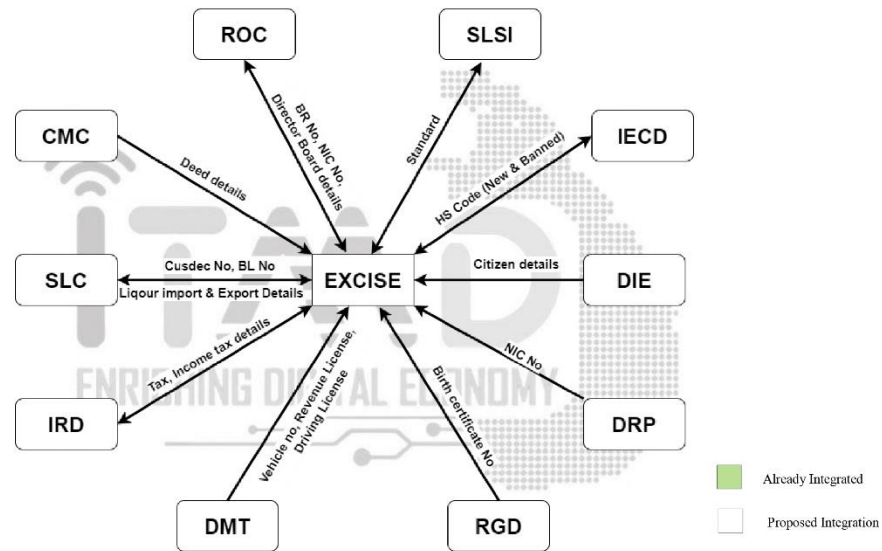 ROC
SLSI
CMC
IECD
BR No, NIC No,
Director Board details
Standard
Deed details
HS Code (New & Banned)
SLC
Cusdec No, BL No
Liqour import & Export Details
EXCISE
Citizen details
DIE
ITMD
ENRICHING DIGITAL ECONOMY
Tax, Income tax details
Vehicle no, Revenue License,
Driving License
Birth certificate No
NIC No
IRD
DRP
DMT
RGD
Already Integrated
Proposed Integration